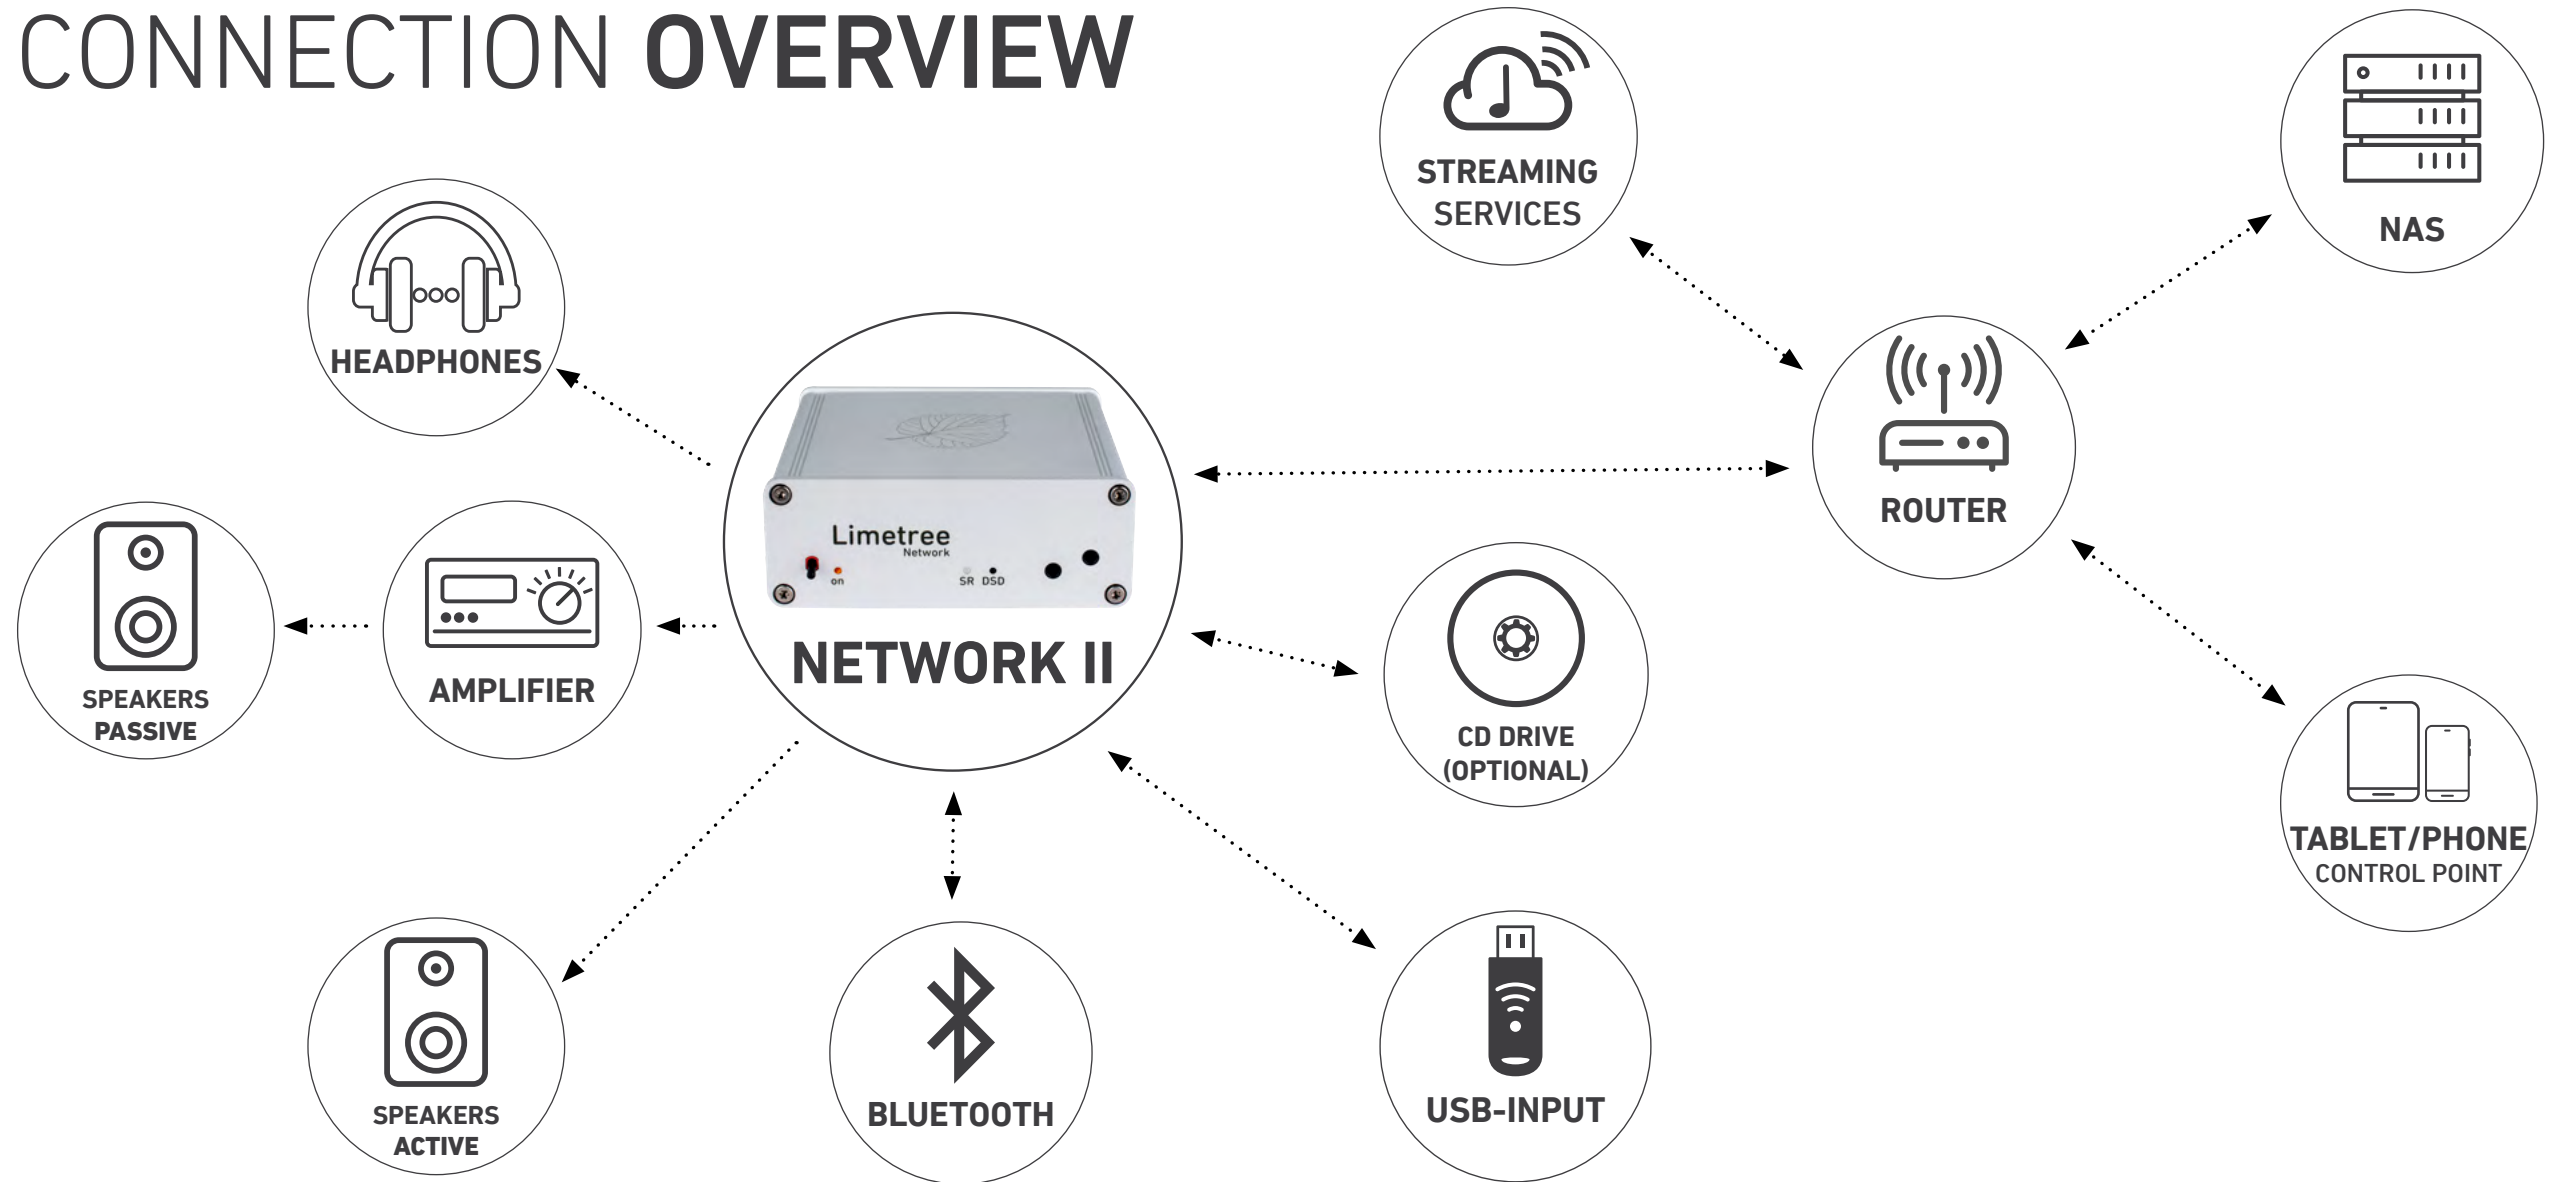 CONNECTION OVERVIEW
STREAMING
SERVICES
NAS
HEADPHONES
ROUTER
Limetree
Network
on
SR DSD
NETWORK II
SPEAKERS
PASSIVE
AMPLIFIER
CD DRIVE
(OPTIONAL)
TABLET/PHONE
CONTROL POINT
SPEAKERS
ACTIVE
BLUETOOTH
USB-INPUT